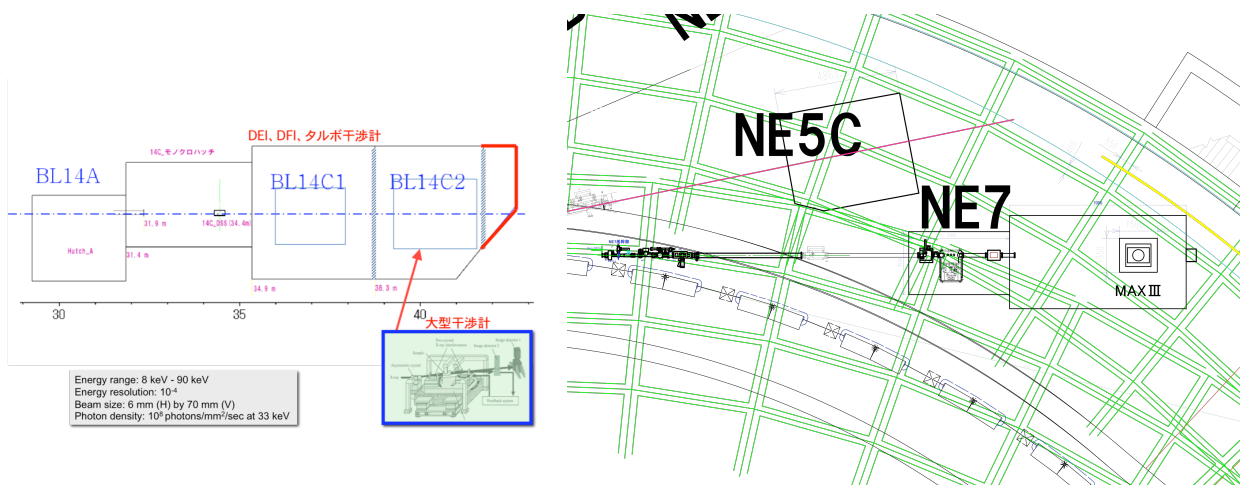 DEI、DFI、タルボ干渉計
14C_モノクロハッチ
BL14A
BL14C1
BL14C2
31.9 m
14C_DSS(34.4m)
Hutch_A
31.4 m
34.9 m
38.3 m
30
35
40
大型干渉計
Energy range: 8 keV - 90 keV
Energy resolution: 10⁻⁴
Beam size: 6 mm (H) by 70 mm (V)
Photon density: 10⁸ photons/mm²/sec at 33 keV
NE5C
NE7
MAX Ⅲ